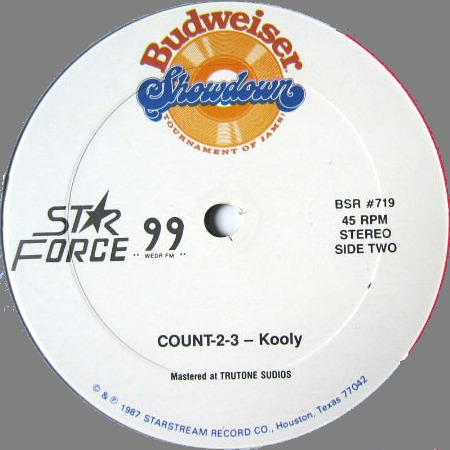 Budweiser
Showdown
TOURNAMENT OF JAMS!
STAR
FORCE
99
" WEDR FM "
BSR #719
45 RPM
STEREO
SIDE TWO
COUNT-2-3 – Kooly
Mastered at TRUTONE SUDIOS
© & ℗ 1987 STARSTREAM RECORD CO., Houston, Texas 77042